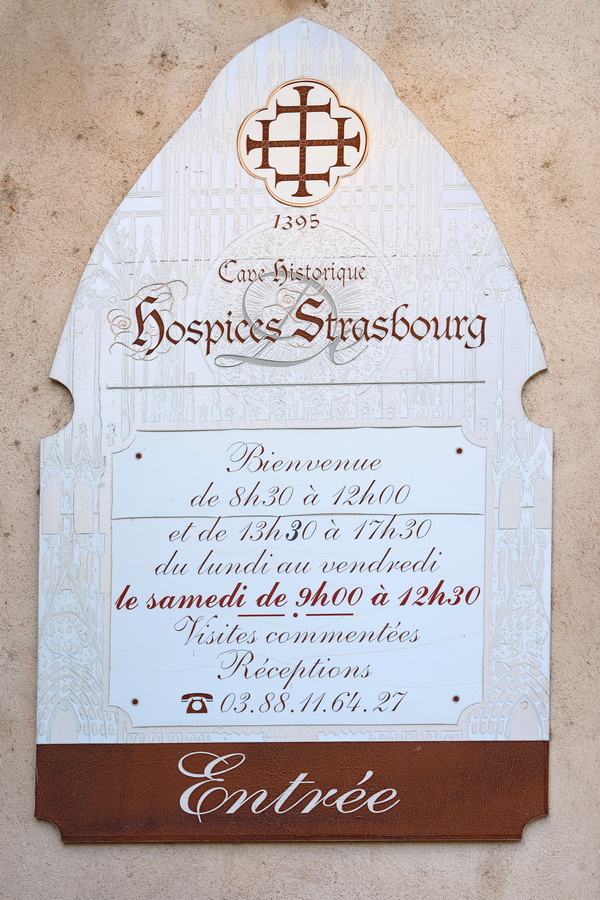 1395
Cave Historique
Hospices Strasbourg
Bienvenue
de 8h30 à 12h00
et de 13h30 à 17h30
du lundi au vendredi
le samedi de 9h00 à 12h30
Visites commentées
Réceptions
☎ 03.88.11.64.27
Entrée